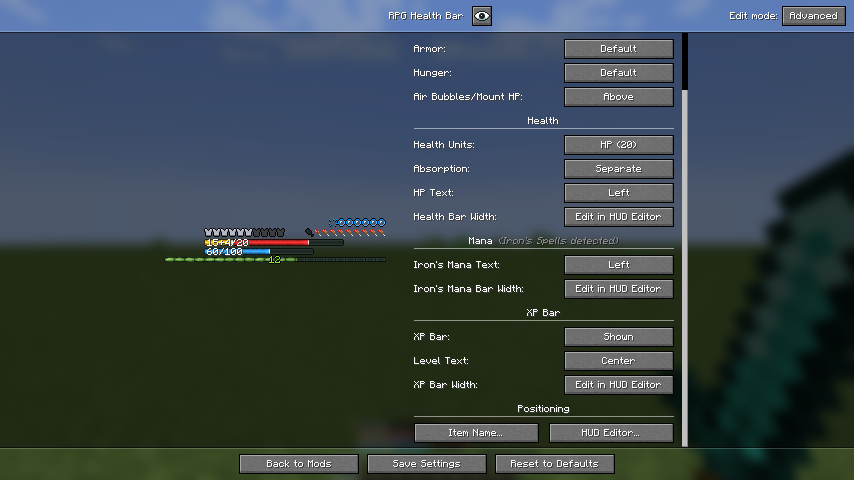 RPG Health Bar
Edit mode: Advanced
Armor: Default
Hunger: Default
Air Bubbles/Mount HP: Above
Health
Health Units: HP (20)
Absorption: Separate
HP Text: Left
Health Bar Width: Edit in HUD Editor
Mana (Iron's Spells detected)
Iron's Mana Text: Left
Iron's Mana Bar Width: Edit in HUD Editor
XP Bar
XP Bar: Shown
Level Text: Center
XP Bar Width: Edit in HUD Editor
Positioning
Item Name... HUD Editor...
15+4/20
60/100
12
Back to Mods Save Settings Reset to Defaults